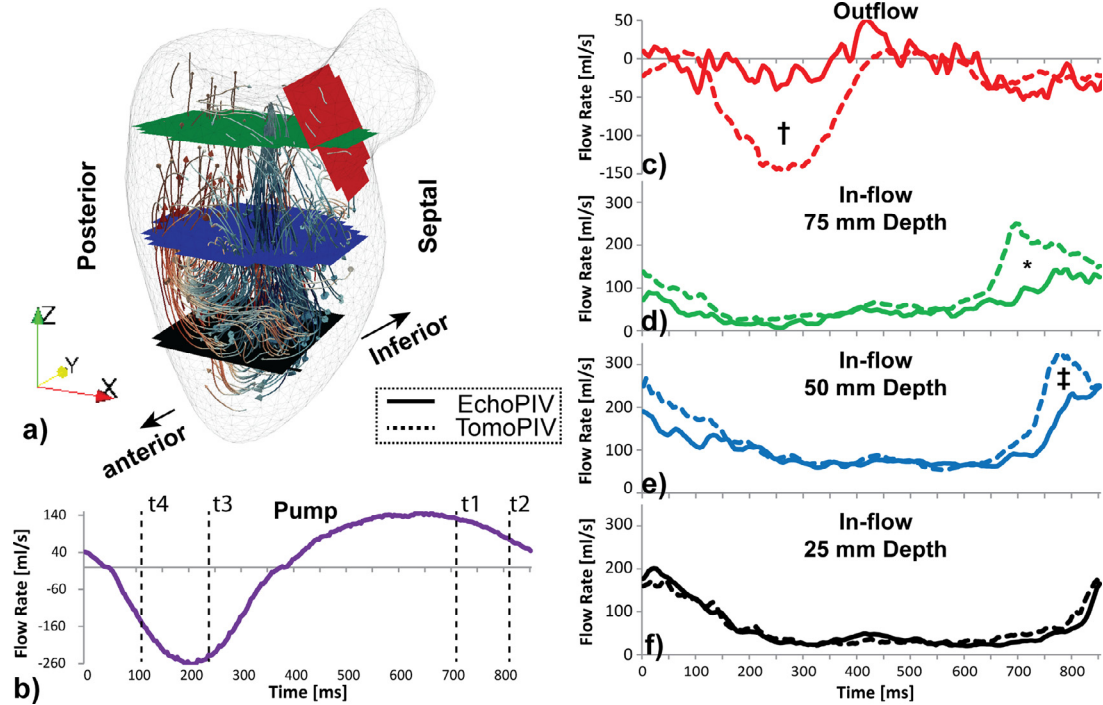 a)
Posterior
Septal
Inferior
anterior
Z
Y
X
EchoPIV
TomoPIV
b)
Pump
t4
t3
t1
t2
Flow Rate [ml/s]
140
40
-60
-160
-260
0 100 200 300 400 500 600 700 800
Time [ms]
Outflow
c)
Flow Rate [ml/s]
50
0
-50
-100
-150
†
In-flow
75 mm Depth
d)
Flow Rate [ml/s]
300
200
100
0
*
In-flow
50 mm Depth
e)
Flow Rate [ml/s]
300
200
100
0
‡
In-flow
25 mm Depth
f)
Flow Rate [ml/s]
300
200
100
0
0 100 200 300 400 500 600 700 800
Time [ms]